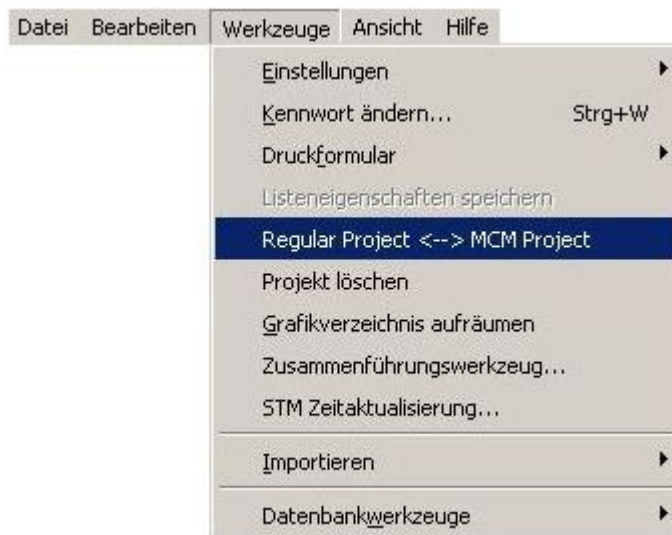 Datei Bearbeiten Werkzeuge Ansicht Hilfe
Einstellungen
Kennwort ändern... Strg+W
Druckformular
Listeneigenschaften speichern
Regular Project <--> MCM Project
Projekt löschen
Grafikverzeichnis aufräumen
Zusammenführungswerkzeug...
STM Zeitaktualisierung...
Importieren
Datenbankwerkzeuge